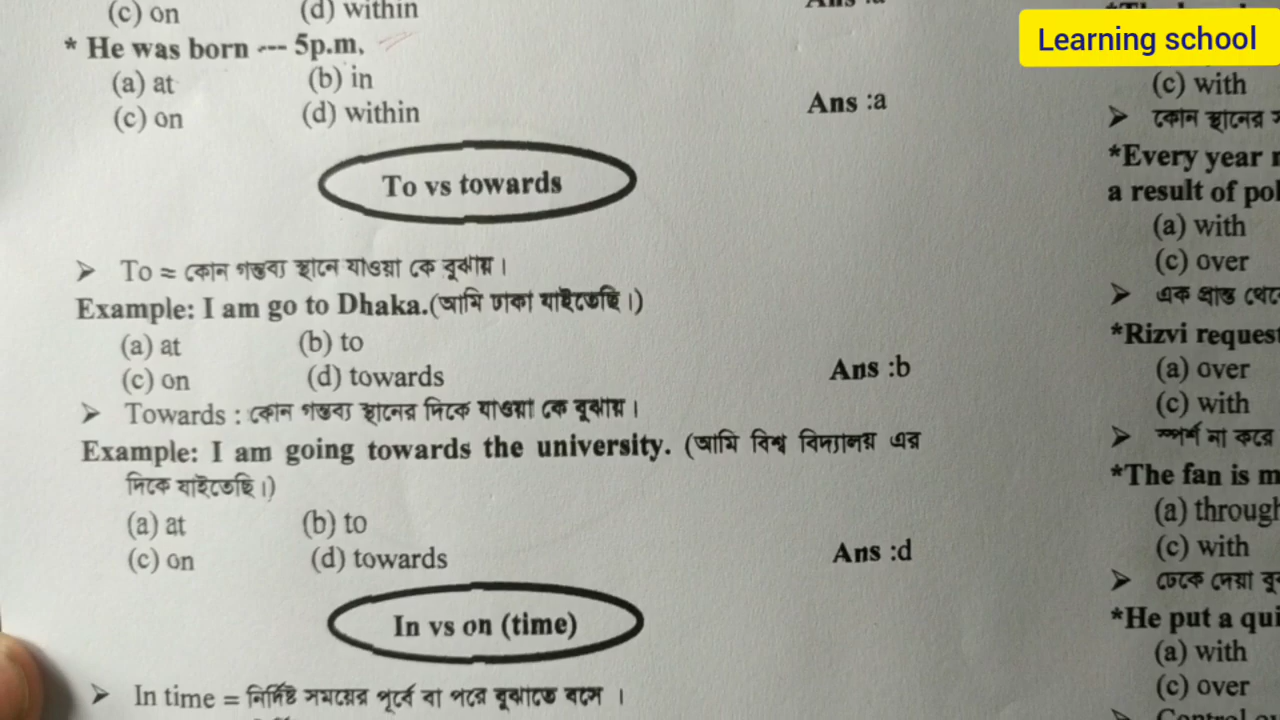 (c) on (d) within
* He was born --- 5p.m.
(a) at (b) in
(c) on (d) within Ans :a
To vs towards
➢ To = কোন গন্তব্য স্থানে যাওয়া কে বুঝায়।
Example: I am go to Dhaka.(আমি ঢাকা যাইতেছি।)
(a) at (b) to
(c) on (d) towards Ans :b
➢ Towards : কোন গন্তব্য স্থানের দিকে যাওয়া কে বুঝায়।
Example: I am going towards the university. (আমি বিশ্ব বিদ্যালয় এর
দিকে যাইতেছি।)
(a) at (b) to
(c) on (d) towards Ans :d
In vs on (time)
➢ In time = নির্দিষ্ট সময়ের পূর্বে বা পরে বুঝাতে বসে ।
Learning school
(c) with
➢ কোন স্থানের
*Every year
a result of
(a) with
(c) over
➢ এক প্রান্ত
*Rizvi
(a) over
(c) with
➢ স্পর্শ না করে
*The fan is
(a)
(c) with
➢ ঢেকে দেয়া
*He put a
(a) with
(c) over
➢